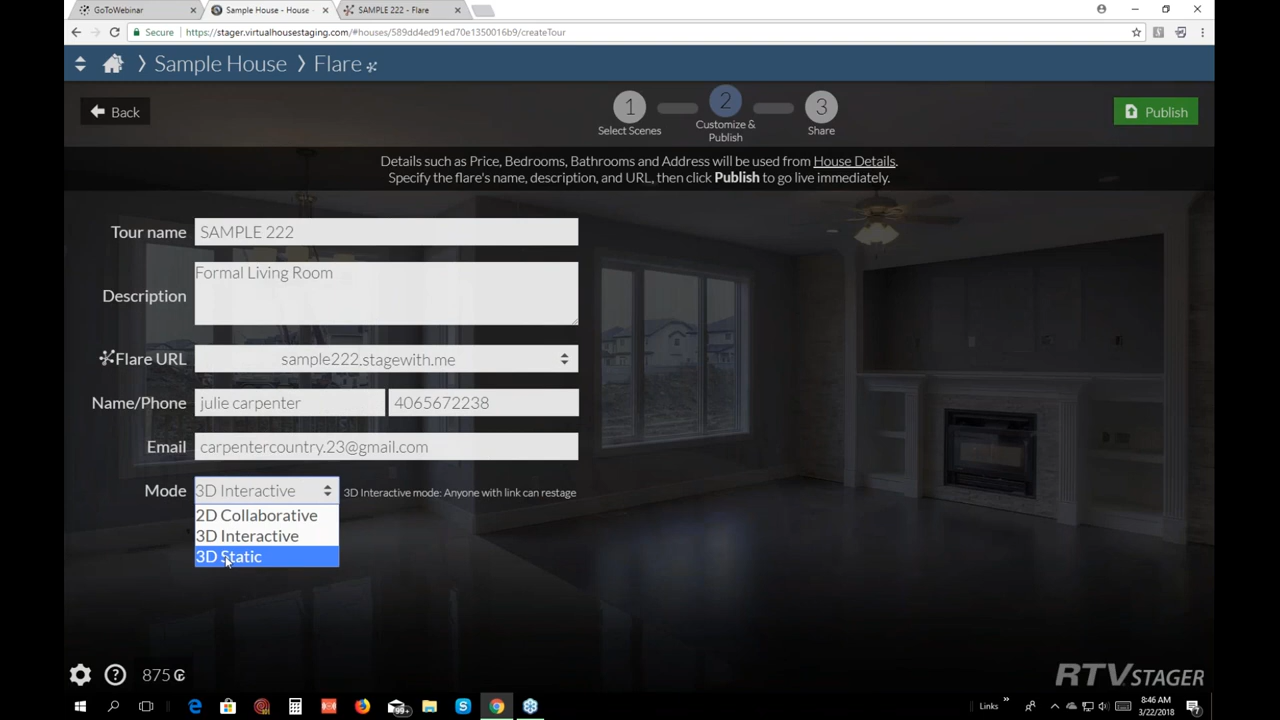 GoToWebinar
Sample House - House -
SAMPLE 222 - Flare
Secure
https://stager.virtualhousestaging.com/#houses/589dd4ed91ed70e1350016b9/createTour
Sample House
Flare
Back
1
2
3
Select Scenes
Customize &
Publish
Share
Publish
Details such as Price, Bedrooms, Bathrooms and Address will be used from House Details.
Specify the flare's name, description, and URL, then click Publish to go live immediately.
Tour name
SAMPLE 222
Description
Formal Living Room
Flare URL
sample222.stagewith.me
Name/Phone
julie carpenter
4065672238
Email
carpentercountry.23@gmail.com
Mode
3D Interactive
3D Interactive mode: Anyone with link can restage
2D Collaborative
3D Interactive
3D Static
875
RTVSTAGER
99+
Links
8:46 AM
3/22/2018